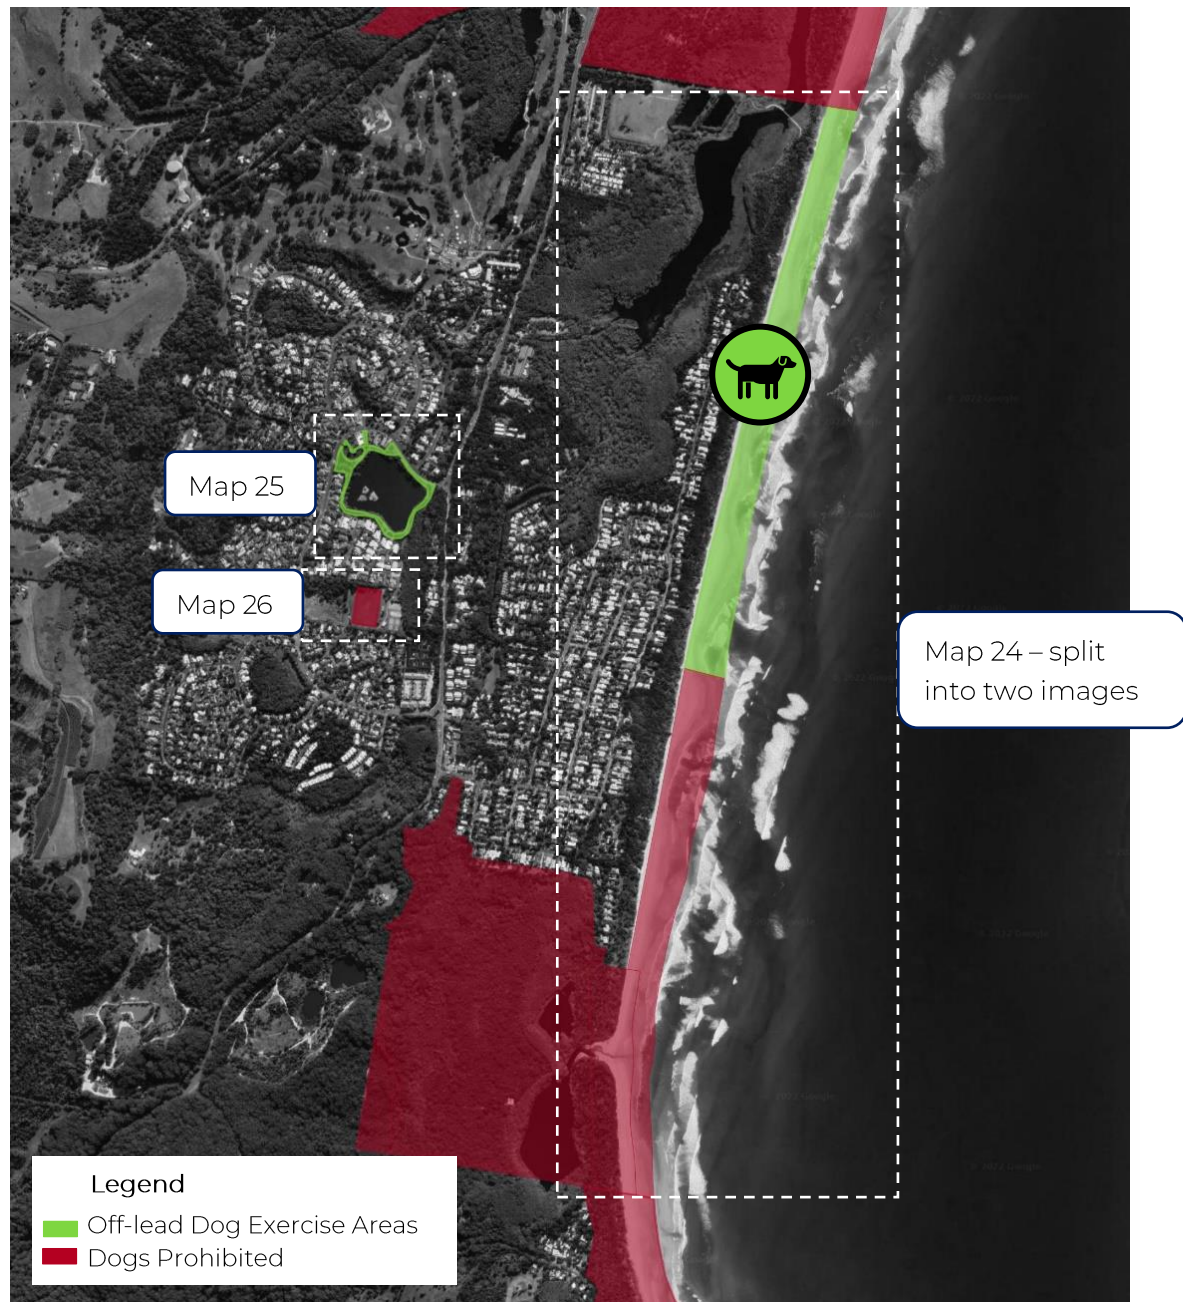 Map 25
Map 26
Map 24 – split
into two images
Legend
Off-lead Dog Exercise Areas
Dogs Prohibited